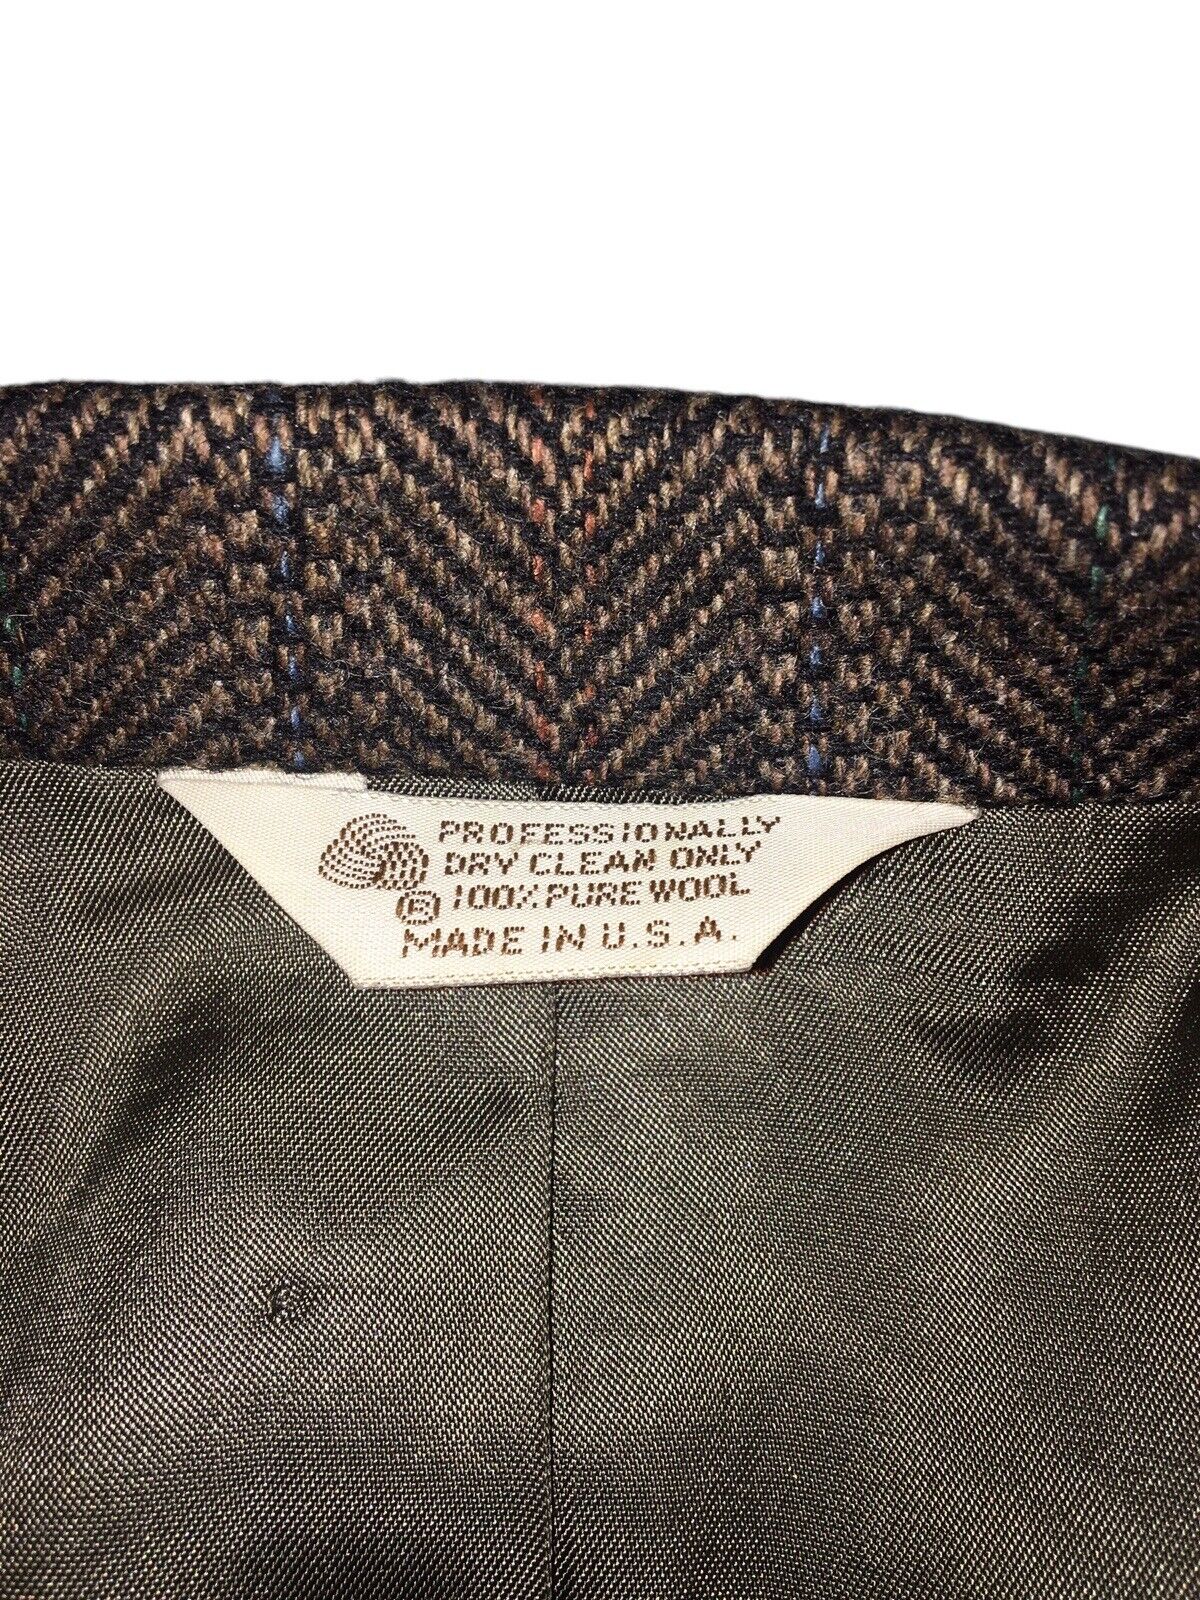 PROFESSIONALLY
DRY CLEAN ONLY
® 100% PURE WOOL
MADE IN U.S.A.